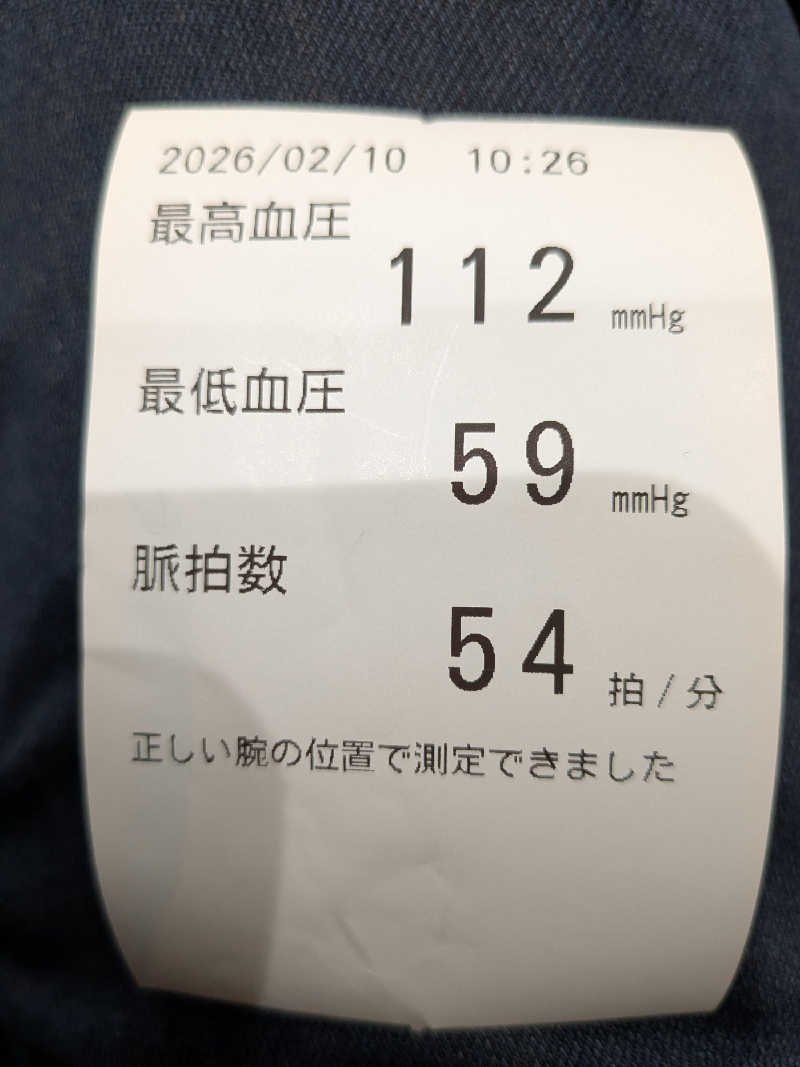 2026/02/10 10:26
最高血圧
112 mmHg
最低血圧
59 mmHg
脈拍数
54 拍/分
正しい腕の位置で測定できました